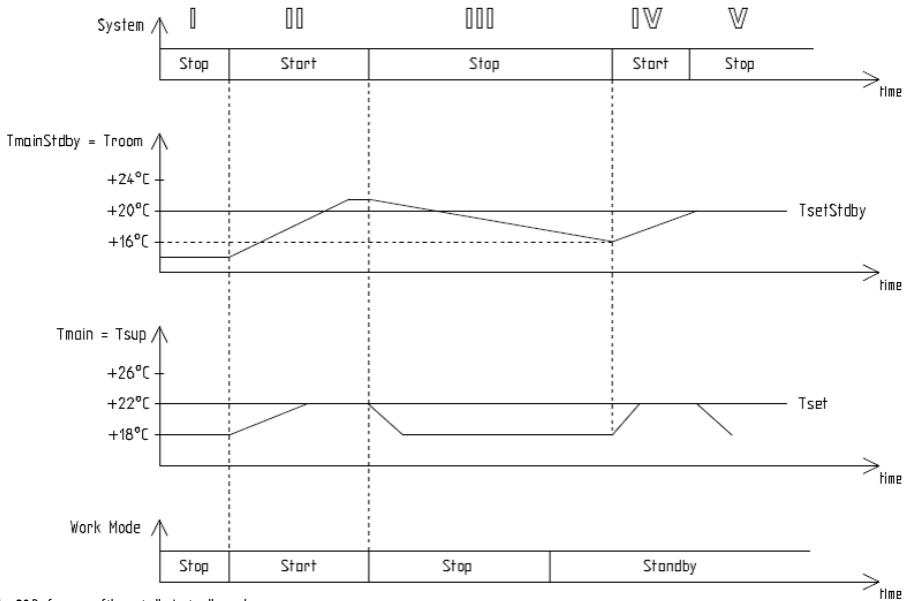 System I II III IV V
Stop Start Stop Start Stop
time
TmainStdby = Troom
+24°C
+20°C TsetStdby
+16°C
time
Tmain = Tsup
+26°C
+22°C Tset
+18°C
time
Work Mode
Stop Start Stop Standby
time